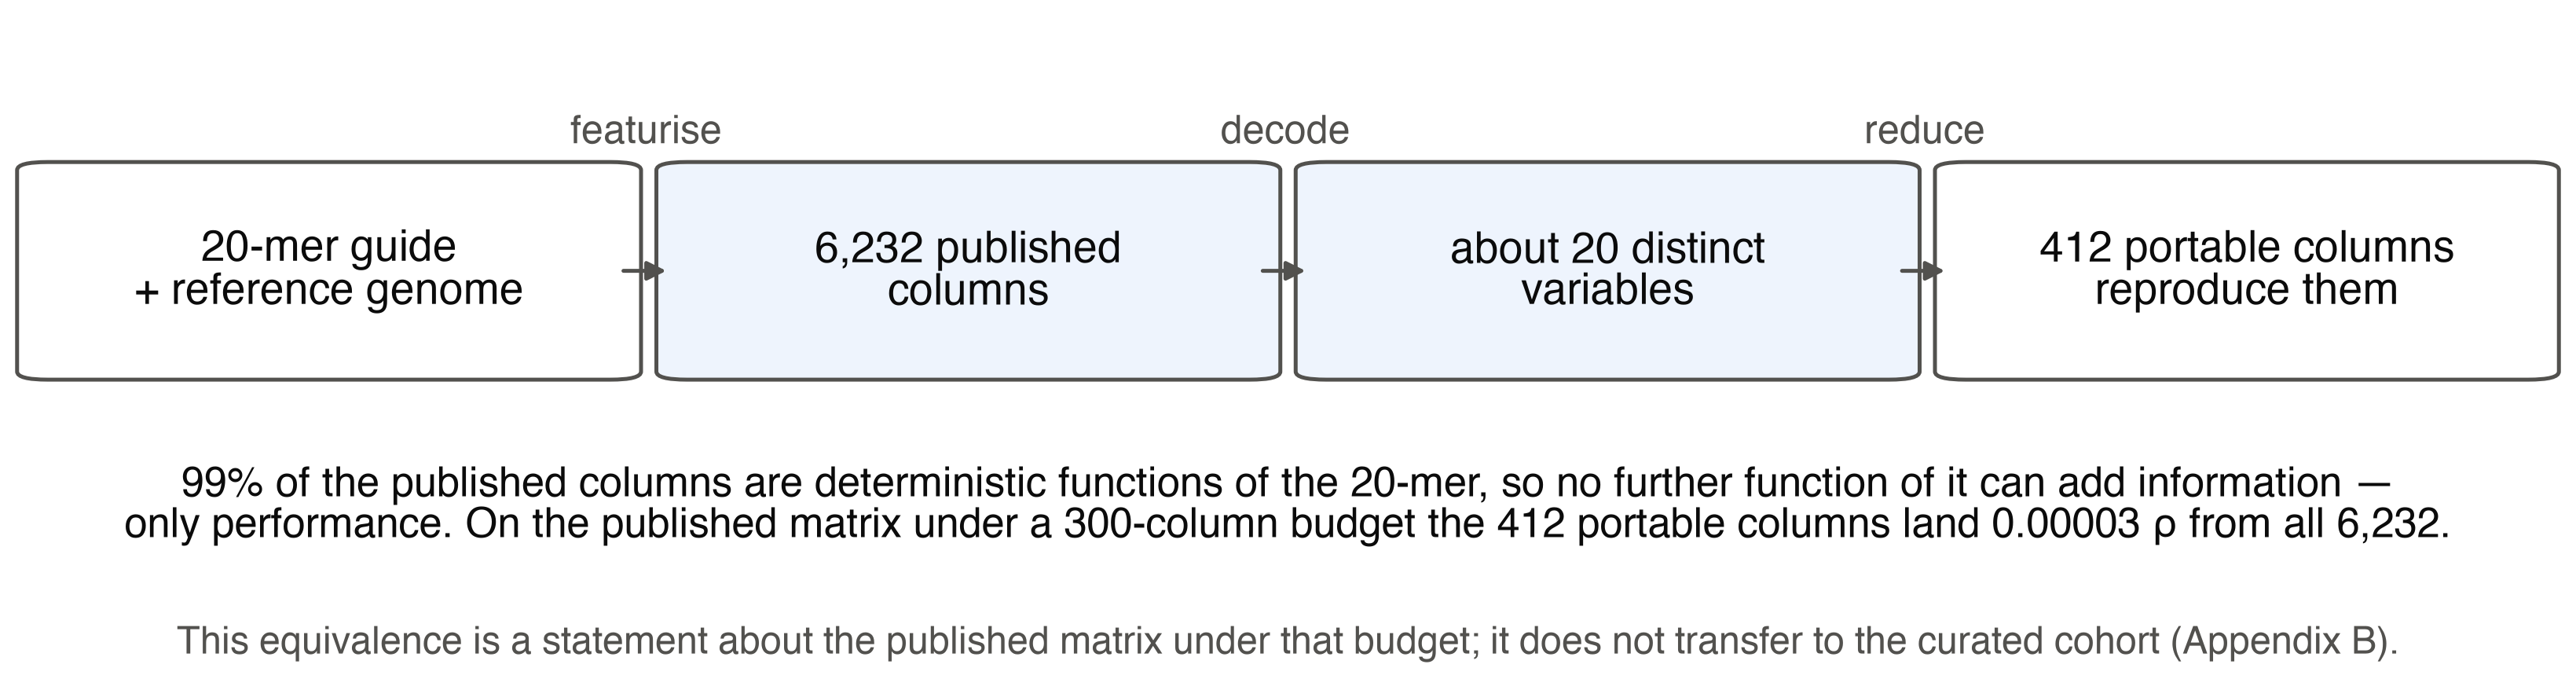 featurise
decode
reduce
20-mer guide
+ reference genome
6,232 published
columns
about 20 distinct
variables
412 portable columns
reproduce them
99% of the published columns are deterministic functions of the 20-mer, so no further function of it can add information —
only performance. On the published matrix under a 300-column budget the 412 portable columns land 0.00003 ρ from all 6,232.
This equivalence is a statement about the published matrix under that budget; it does not transfer to the curated cohort (Appendix B).